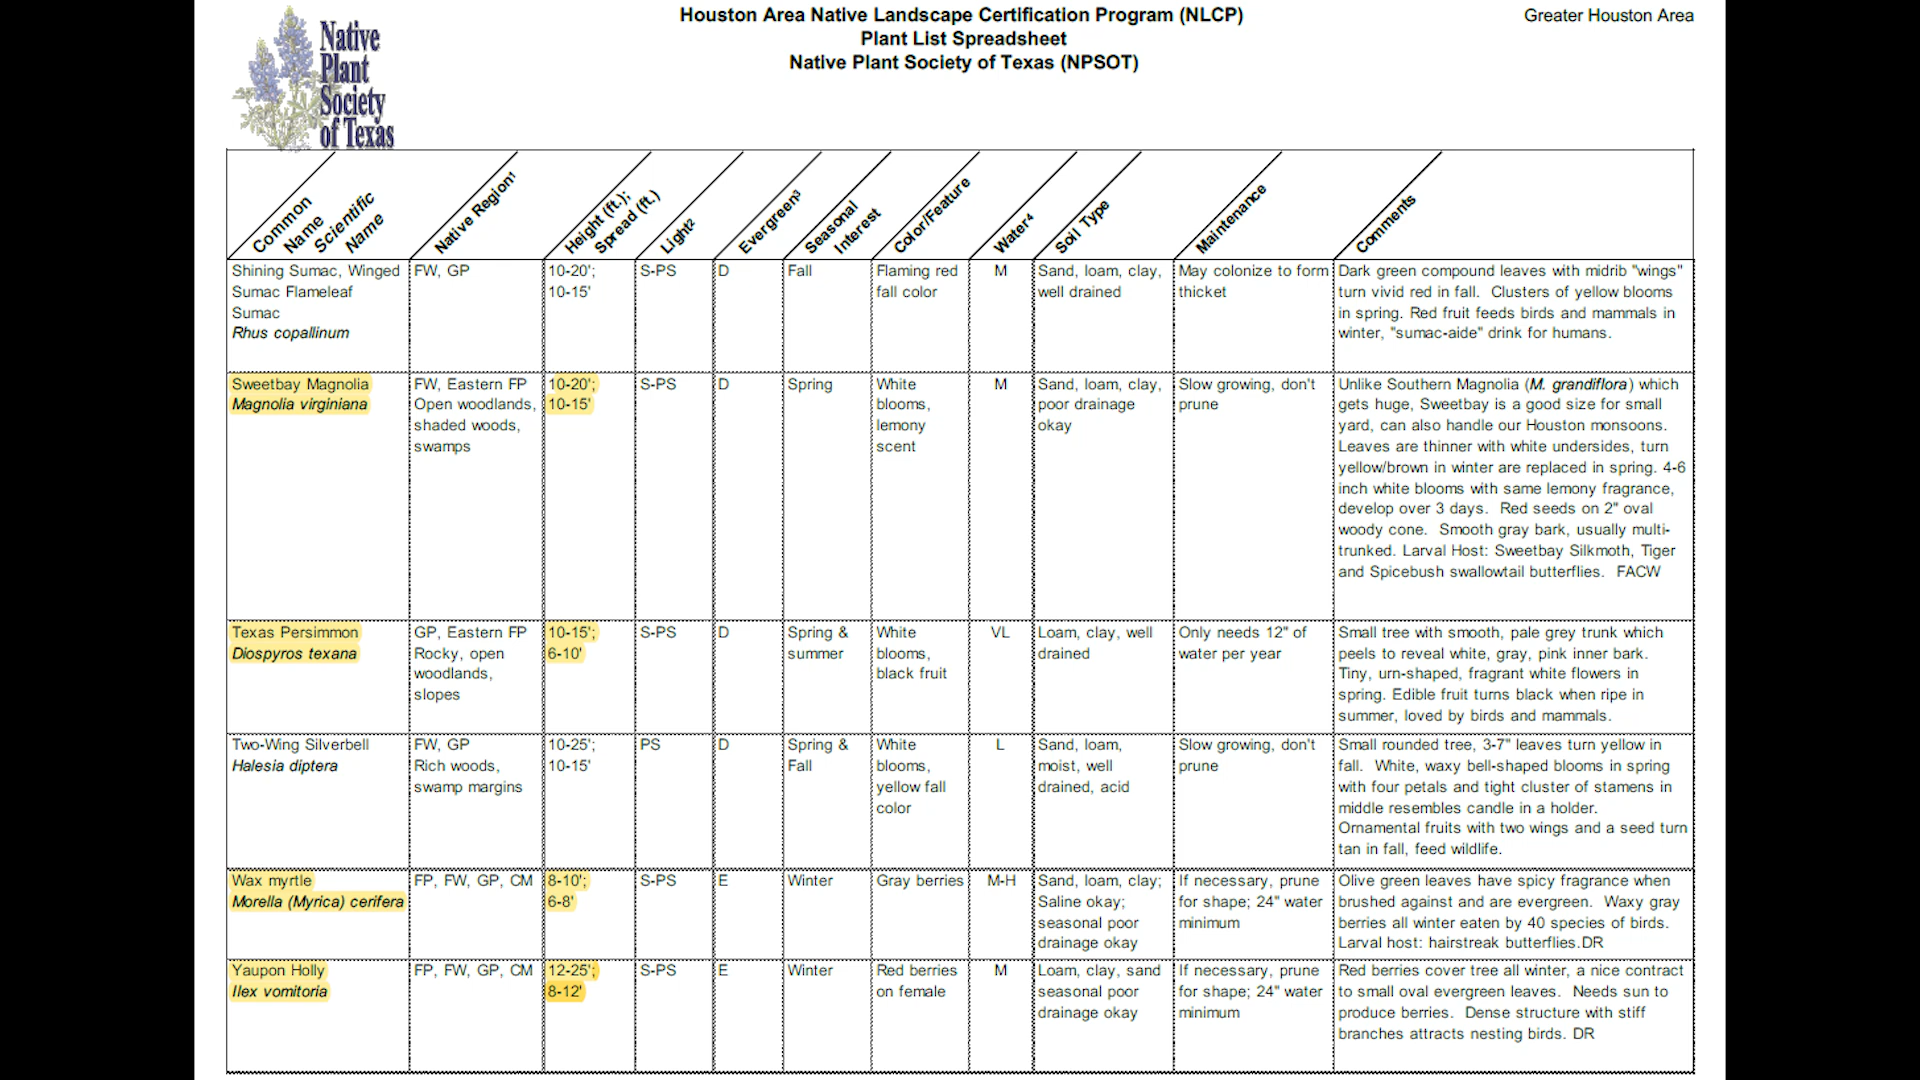 Native
Plant
Society
of Texas
Houston Area Native Landscape Certification Program (NLCP)
Plant List Spreadsheet
Native Plant Society of Texas (NPSOT)
Greater Houston Area
Common
Name
Scientific
Name
Native Region¹
Height (ft.);
Spread (ft.)
Light²
Evergreen³
Seasonal
Interest
Color/Feature
Water⁴
Soil Type
Maintenance
Comments
Shining Sumac, Winged
Sumac Flameleaf
Sumac
Rhus copallinum
FW, GP
10-20';
10-15'
S-PS
D
Fall
Flaming red
fall color
M
Sand, loam, clay,
well drained
May colonize to form
thicket
Dark green compound leaves with midrib "wings"
turn vivid red in fall. Clusters of yellow blooms
in spring. Red fruit feeds birds and mammals in
winter, "sumac-aide" drink for humans.
Sweetbay Magnolia
Magnolia virginiana
FW, Eastern FP
Open woodlands,
shaded woods,
swamps
10-20';
10-15'
S-PS
D
Spring
White
blooms,
lemony
scent
M
Sand, loam, clay,
poor drainage
okay
Slow growing, don't
prune
Unlike Southern Magnolia (M. grandiflora) which
gets huge, Sweetbay is a good size for small
yard, can also handle our Houston monsoons.
Leaves are thinner with white undersides, turn
yellow/brown in winter are replaced in spring. 4-6
inch white blooms with same lemony fragrance,
develop over 3 days. Red seeds on 2" oval
woody cone. Smooth gray bark, usually multi-
trunked. Larval Host: Sweetbay Silkmoth, Tiger
and Spicebush swallowtail butterflies. FACW
Texas Persimmon
Diospyros texana
GP, Eastern FP
Rocky, open
woodlands,
slopes
10-15';
6-10'
S-PS
D
Spring &
summer
White
blooms,
black fruit
VL
Loam, clay, well
drained
Only needs 12" of
water per year
Small tree with smooth, pale grey trunk which
peels to reveal white, gray, pink inner bark.
Tiny, urn-shaped, fragrant white flowers in
spring. Edible fruit turns black when ripe in
summer, loved by birds and mammals.
Two-Wing Silverbell
Halesia diptera
FW, GP
Rich woods,
swamp margins
10-25';
10-15'
PS
D
Spring &
Fall
White
blooms,
yellow fall
color
L
Sand, loam,
moist, well
drained, acid
Slow growing, don't
prune
Small rounded tree, 3-7" leaves turn yellow in
fall. White, waxy bell-shaped blooms in spring
with four petals and tight cluster of stamens in
middle resembles candle in a holder.
Ornamental fruits with two wings and a seed turn
tan in fall, feed wildlife.
Wax myrtle
Morella (Myrica) cerifera
FP, FW, GP, CM
8-10';
6-8'
S-PS
E
Winter
Gray berries
M-H
Sand, loam, clay;
Saline okay;
seasonal poor
drainage okay
If necessary, prune
for shape; 24" water
minimum
Olive green leaves have spicy fragrance when
brushed against and are evergreen. Waxy gray
berries all winter eaten by 40 species of birds.
Larval host: hairstreak butterflies.DR
Yaupon Holly
Ilex vomitoria
FP, FW, GP, CM
12-25';
8-12'
S-PS
E
Winter
Red berries
on female
M
Loam, clay, sand
seasonal poor
drainage okay
If necessary, prune
for shape; 24" water
minimum
Red berries cover tree all winter, a nice contract
to small oval evergreen leaves. Needs sun to
produce berries. Dense structure with stiff
branches attracts nesting birds. DR